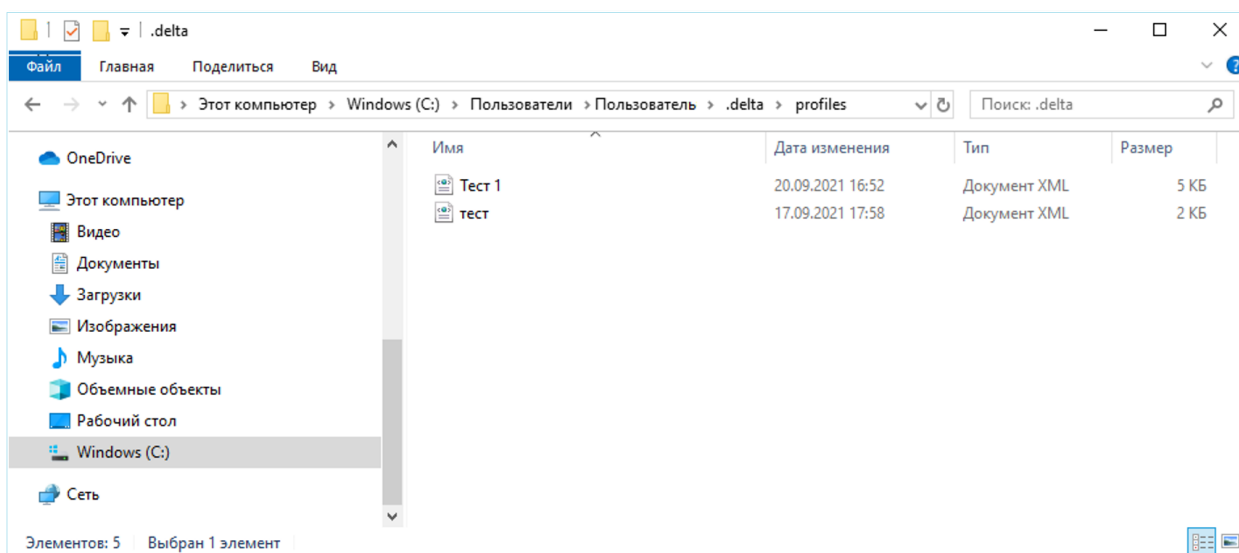 .delta
Файл Главная Поделиться Вид
Этот компьютер > Windows (C:) > Пользователи > Пользователь > .delta > profiles Поиск: .delta
Имя Дата изменения Тип Размер
OneDrive
Этот компьютер
Видео
Документы
Загрузки
Изображения
Музыка
Объемные объекты
Рабочий стол
Windows (C:)
Сеть
Тест 1 20.09.2021 16:52 Документ XML 5 КБ
тест 17.09.2021 17:58 Документ XML 2 КБ
Элементов: 5 Выбран 1 элемент